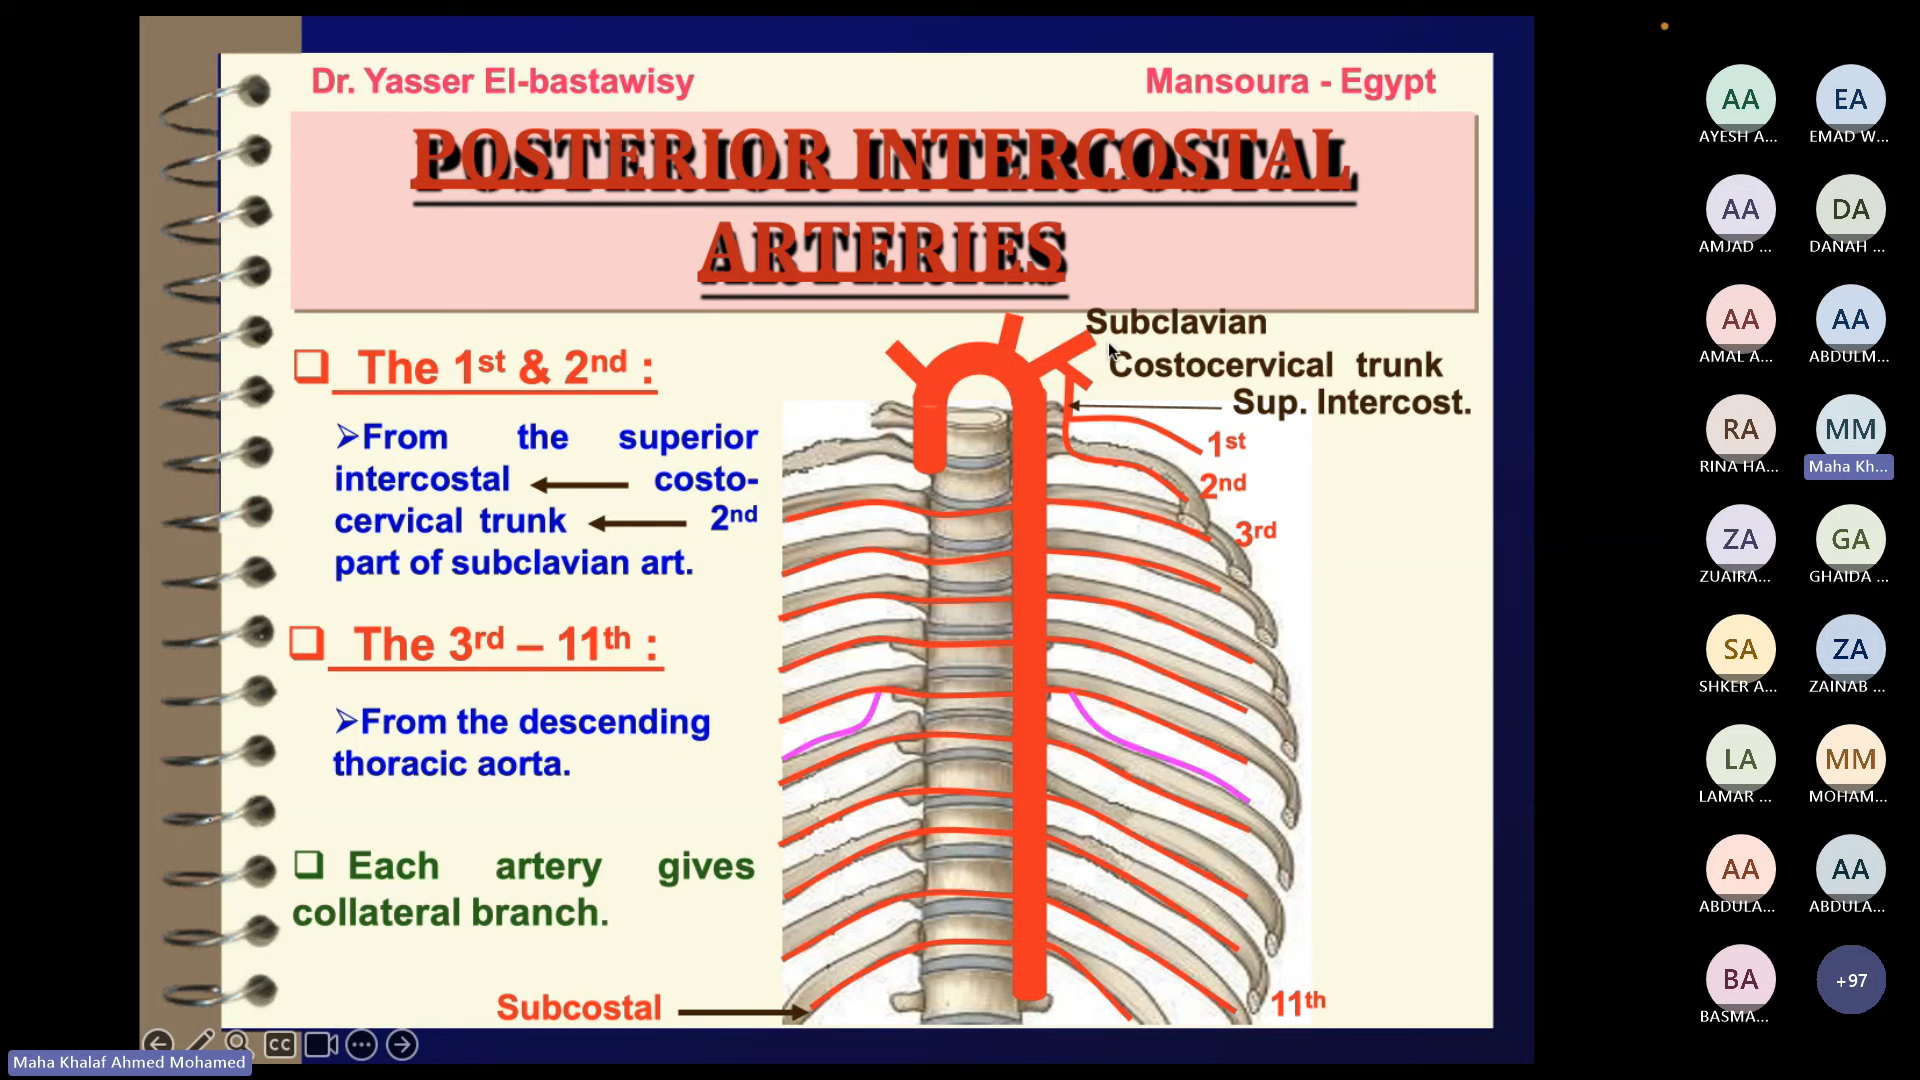 Dr. Yasser El-bastawisy
Mansoura - Egypt
POSTERIOR INTERCOSTAL
ARTERIES
The 1st & 2nd :
From the superior
intercostal costo-
cervical trunk 2nd
part of subclavian art.
The 3rd – 11th :
From the descending
thoracic aorta.
Each artery gives
collateral branch.
Subcostal
Subclavian
Costocervical trunk
Sup. Intercost.
1st
2nd
3rd
11th
AA
AYESH A...
EA
EMAD W...
AA
AMJAD ...
DA
DANAH ...
AA
AMAL A...
AA
ABDULM...
RA
RINA HA...
MM
Maha Kh...
ZA
ZUAIRA...
GA
GHAIDA ...
SA
SHKER A...
ZA
ZAINAB ...
LA
LAMAR ...
MM
MOHAM...
AA
ABDULA...
AA
ABDULA...
BA
BASMA...
+97
CC
Maha Khalaf Ahmed Mohamed